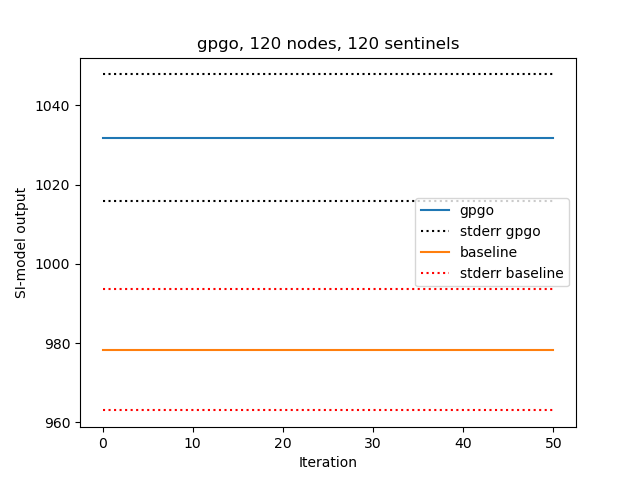 gpgo, 120 nodes, 120 sentinels
SI-model output
1040
1020
1000
980
960
gpgo
stderr gpgo
baseline
stderr baseline
0
10
20
30
40
50
Iteration